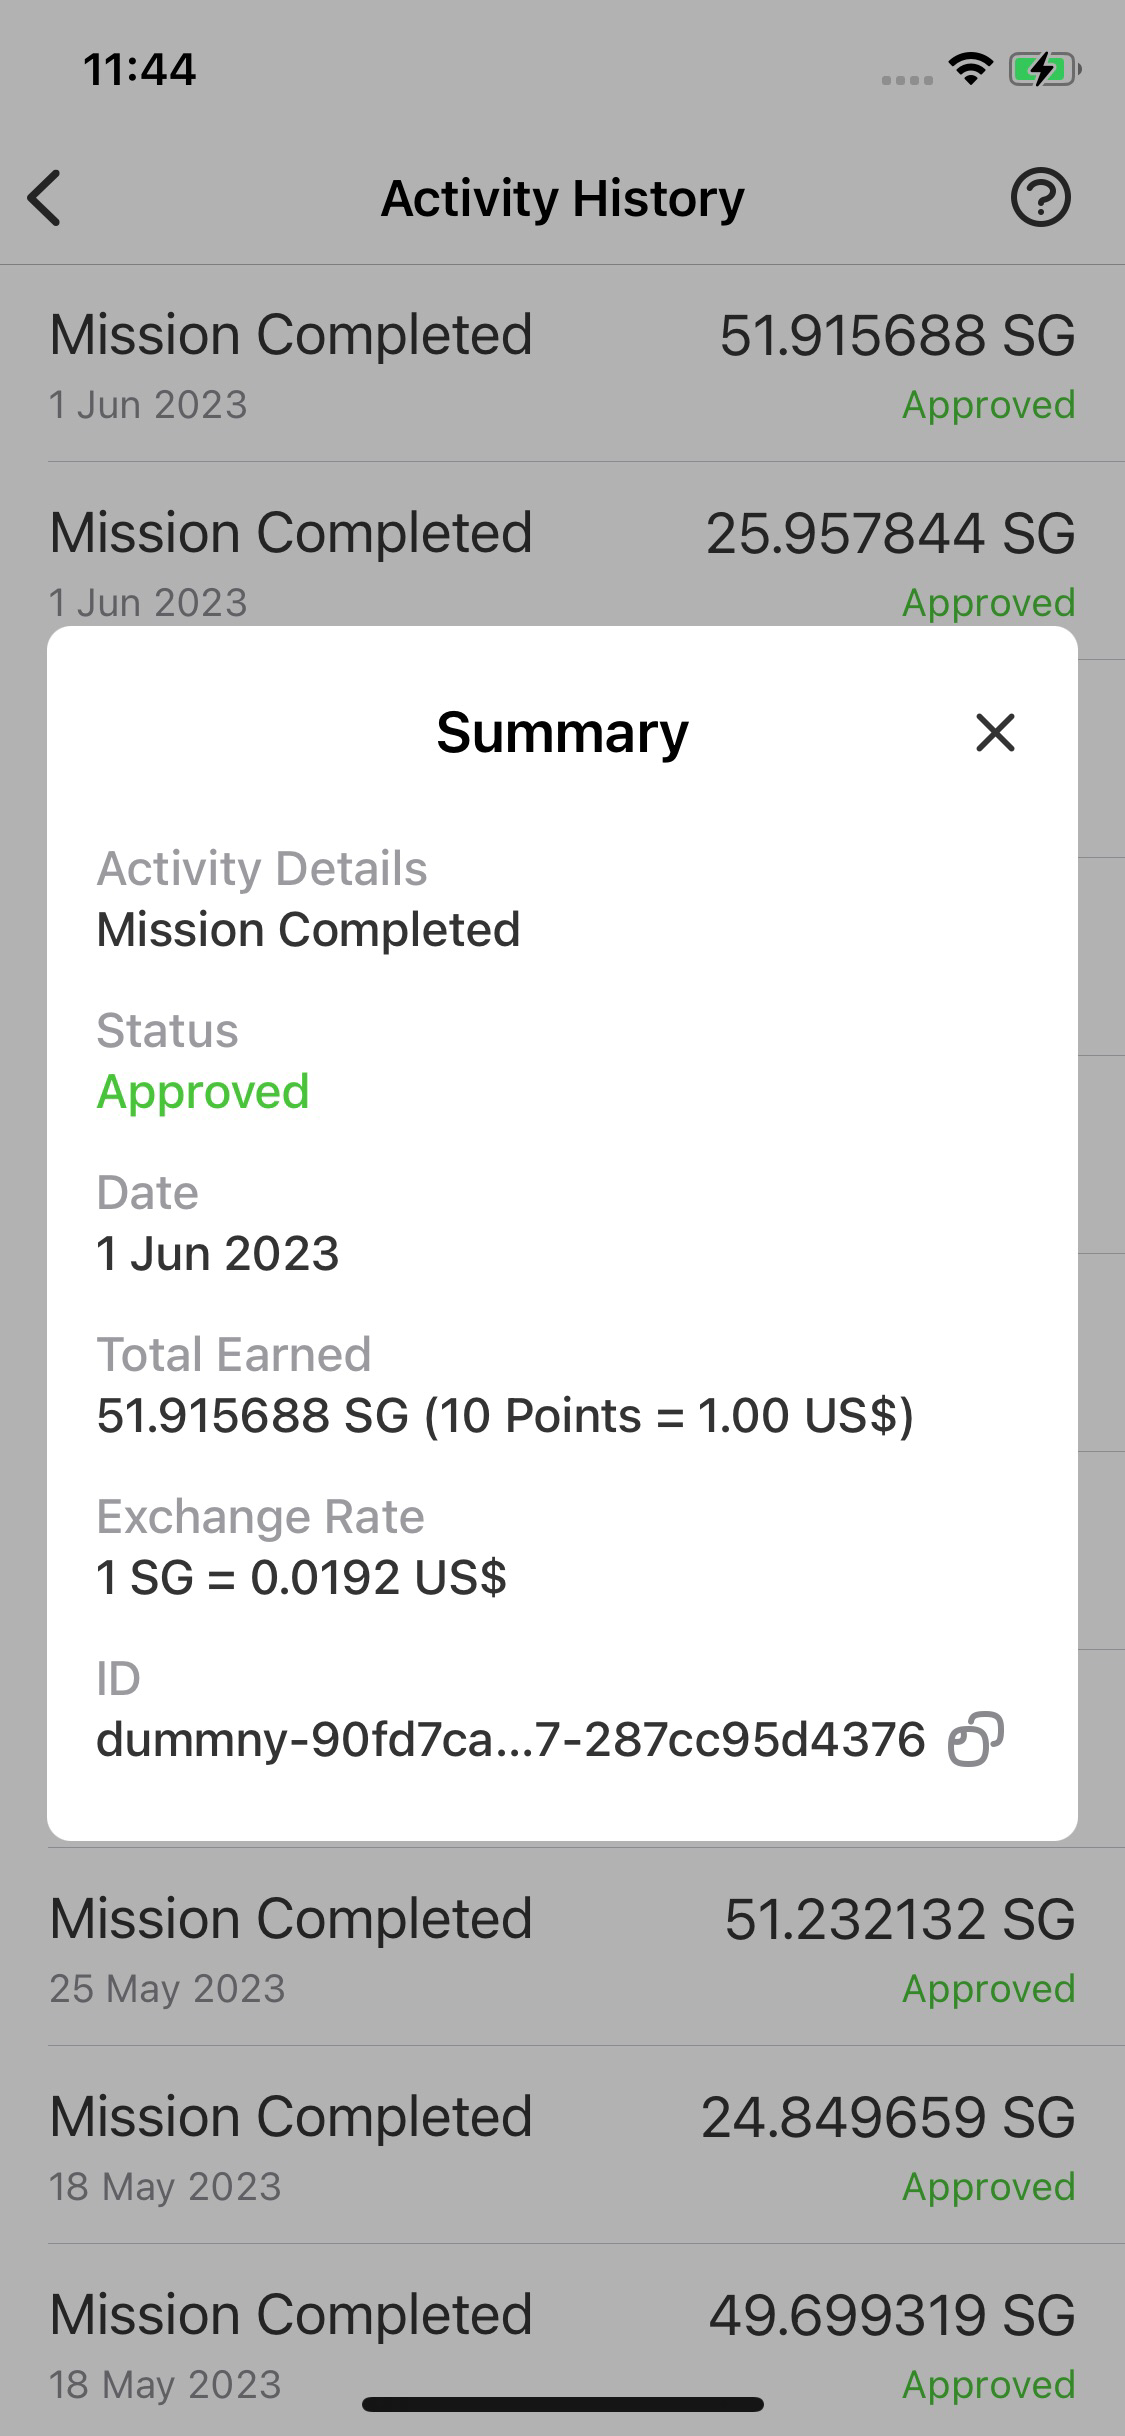 11:44
Activity History
Mission Completed 51.915688 SG
1 Jun 2023 Approved
Mission Completed 25.957844 SG
1 Jun 2023 Approved
Summary
Activity Details
Mission Completed
Status
Approved
Date
1 Jun 2023
Total Earned
51.915688 SG (10 Points = 1.00 US$)
Exchange Rate
1 SG = 0.0192 US$
ID
dummny-90fd7ca...7-287cc95d4376
Mission Completed 51.232132 SG
25 May 2023 Approved
Mission Completed 24.849659 SG
18 May 2023 Approved
Mission Completed 49.699319 SG
18 May 2023 Approved